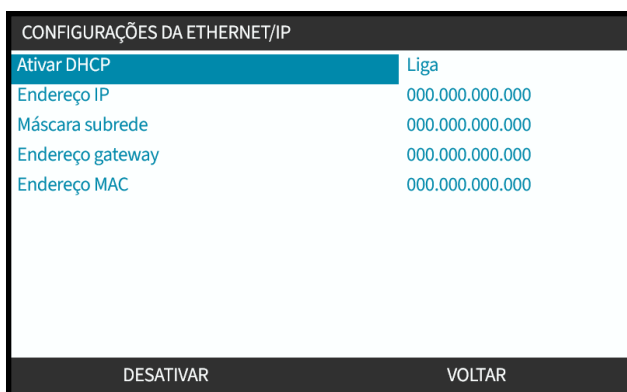 CONFIGURAÇÕES DA ETHERNET/IP
Ativar DHCP Liga
Endereço IP 000.000.000.000
Máscara subrede 000.000.000.000
Endereço gateway 000.000.000.000
Endereço MAC 000.000.000.000
DESATIVAR VOLTAR